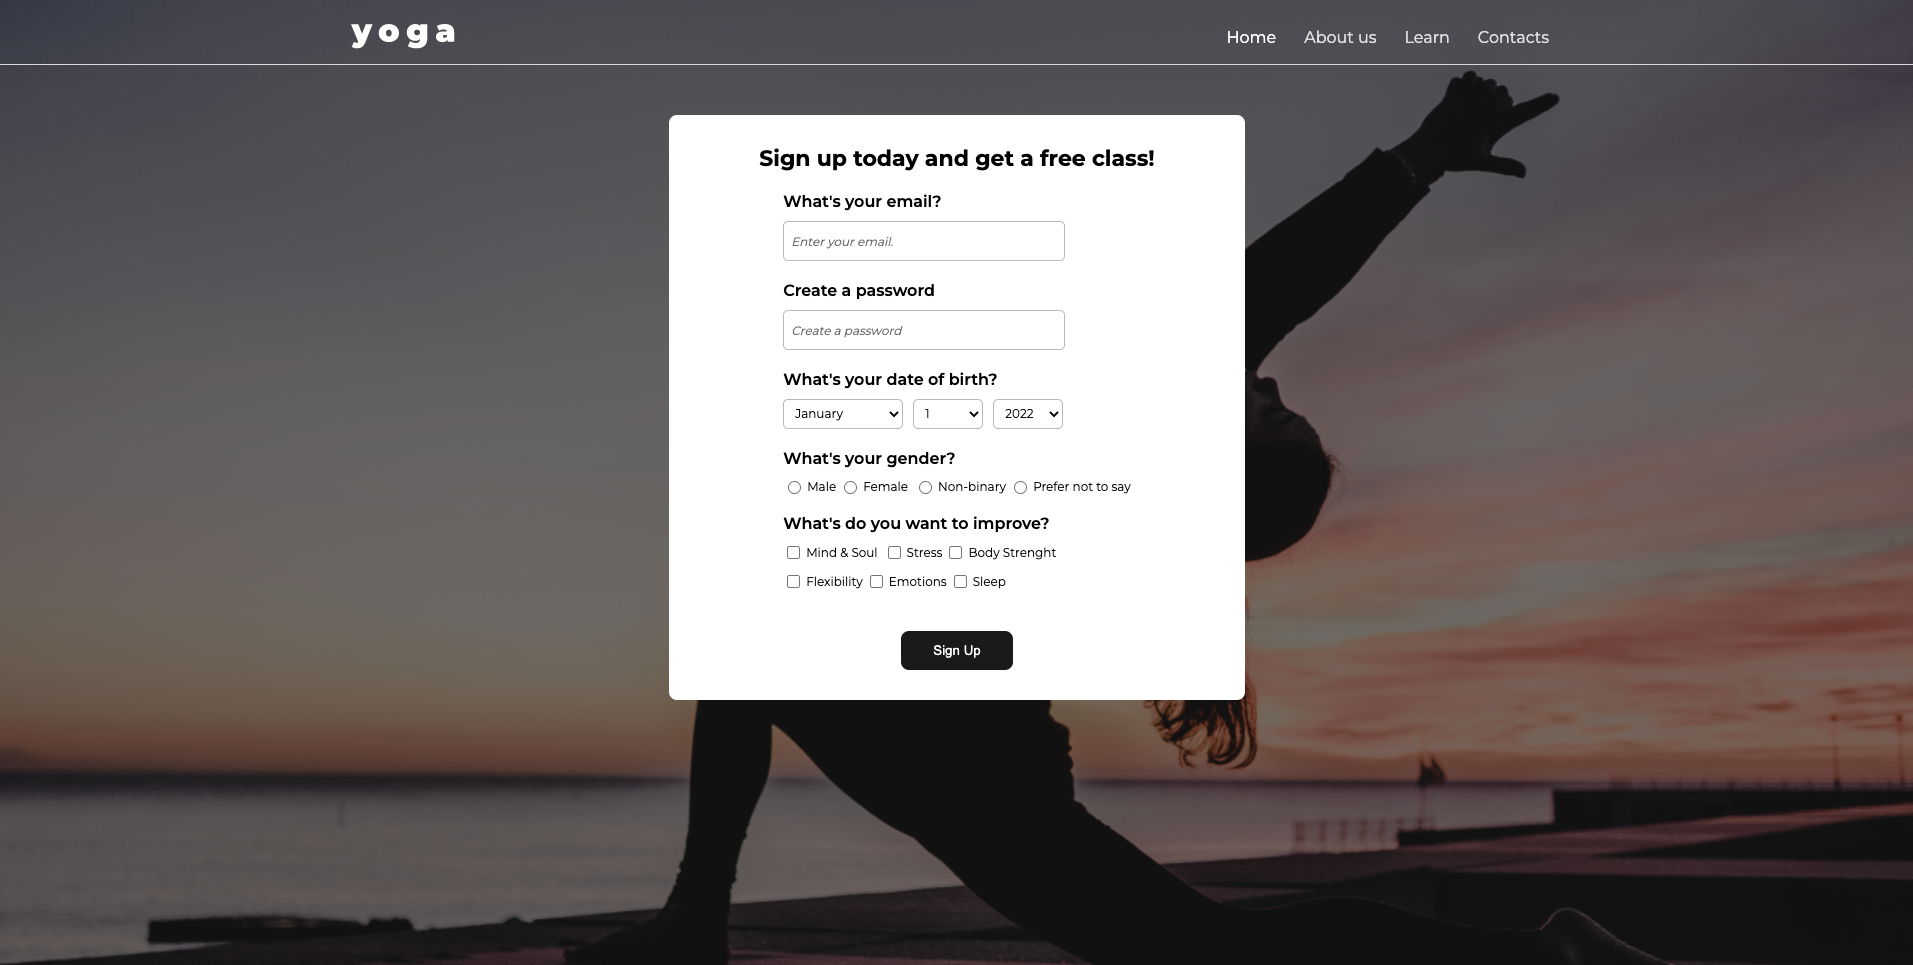 yoga
Home About us Learn Contacts
Sign up today and get a free class!
What's your email?
Enter your email.
Create a password
Create a password
What's your date of birth?
January 1 2022
What's your gender?
Male Female Non-binary Prefer not to say
What's do you want to improve?
Mind & Soul Stress Body Strenght
Flexibility Emotions Sleep
Sign Up